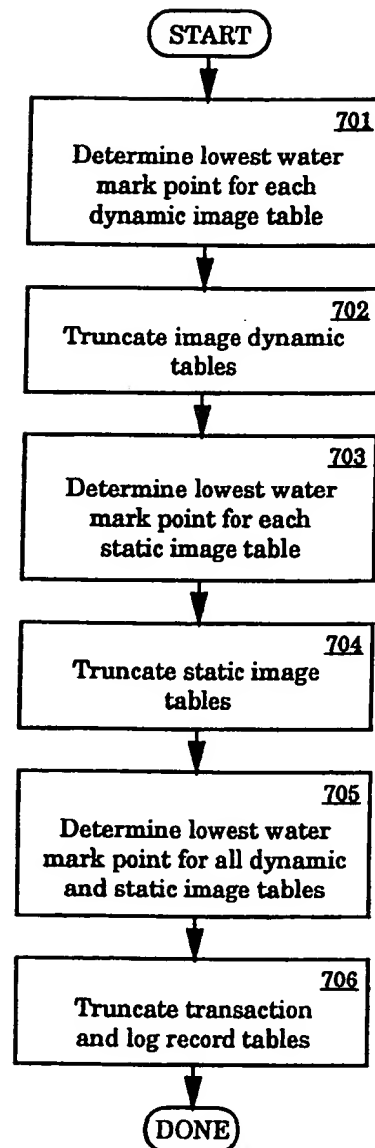 START
701
Determine lowest water
mark point for each
dynamic image table
702
Truncate image dynamic
tables
703
Determine lowest water
mark point for each
static image table
704
Truncate static image
tables
705
Determine lowest water
mark point for all dynamic
and static image tables
706
Truncate transaction
and log record tables
DONE